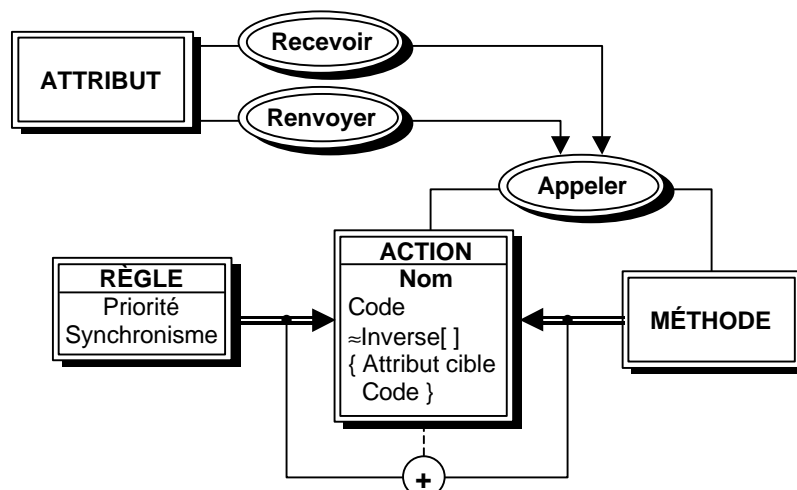 Recevoir
ATTRIBUT
Renvoyer
Appeler
ACTION
Nom
Code
≈Inverse[ ]
{ Attribut cible
Code }
RÈGLE
Priorité
Synchronisme
MÉTHODE
+